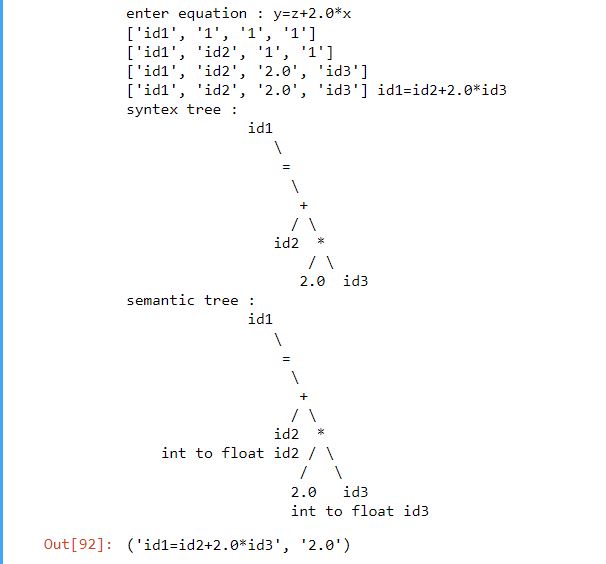 enter equation : y=z+2.0*x
['id1', '1', '1', '1']
['id1', 'id2', '1', '1']
['id1', 'id2', '2.0', 'id3']
['id1', 'id2', '2.0', 'id3'] id1=id2+2.0*id3
syntex tree :
id1
\
=
\
+
/ \
id2 *
/ \
2.0 id3
semantic tree :
id1
\
=
\
+
/ \
id2 *
int to float id2 / \
/ \
2.0 id3
int to float id3
Out[92]: ('id1=id2+2.0*id3', '2.0')